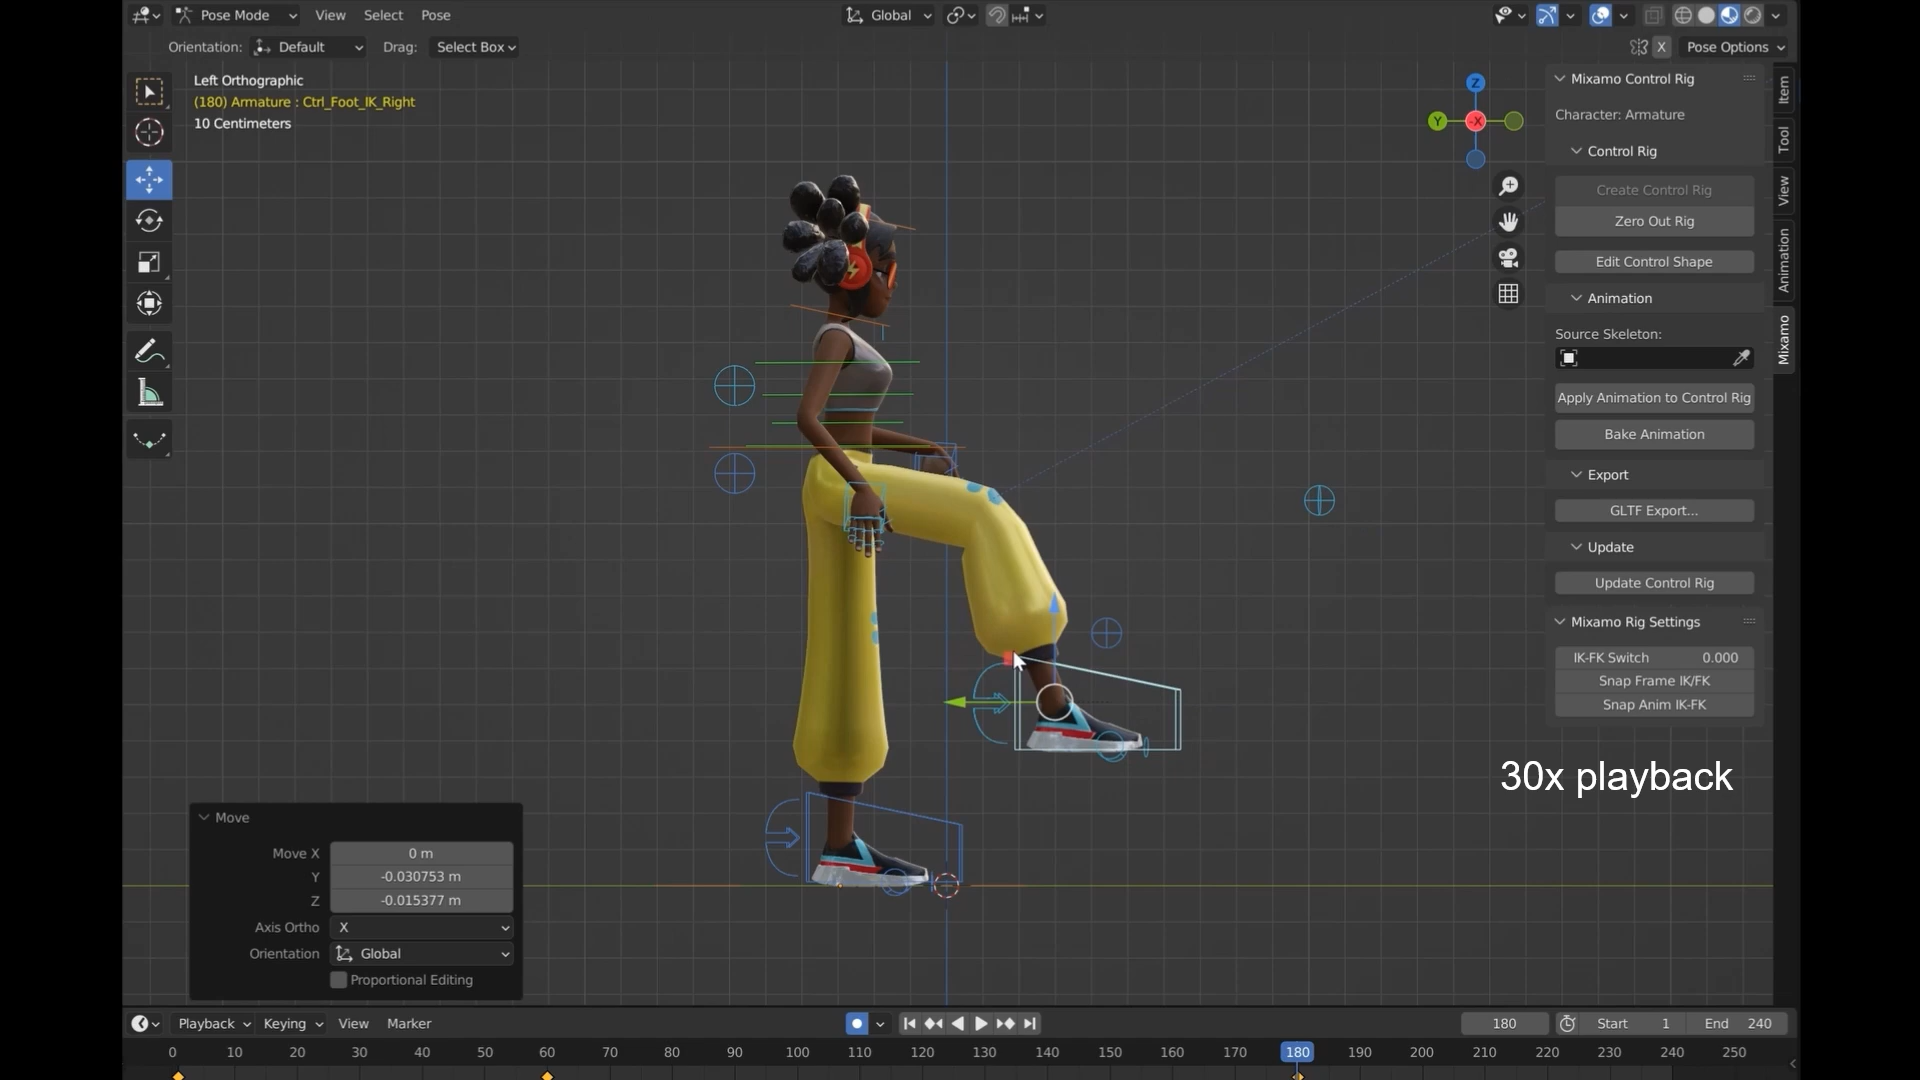 Pose Mode View Select Pose Global
Orientation: Default Drag: Select Box X Pose Options
Left Orthographic
(180) Armature : Ctrl_Foot_IK_Right
10 Centimeters
Z
Y
-X
Mixamo Control Rig
Character: Armature
Control Rig
Create Control Rig
Zero Out Rig
Edit Control Shape
Animation
Source Skeleton:
Apply Animation to Control Rig
Bake Animation
Export
GLTF Export...
Update
Update Control Rig
Mixamo Rig Settings
IK-FK Switch 0.000
Snap Frame IK/FK
Snap Anim IK-FK
Item
Tool
View
Animation
Mixamo
30x playback
Move
Move X 0 m
Y -0.030753 m
Z -0.015377 m
Axis Ortho X
Orientation Global
Proportional Editing
Playback Keying View Marker 180 Start 1 End 240
0 10 20 30 40 50 60 70 80 90 100 110 120 130 140 150 160 170 180 190 200 210 220 230 240 250